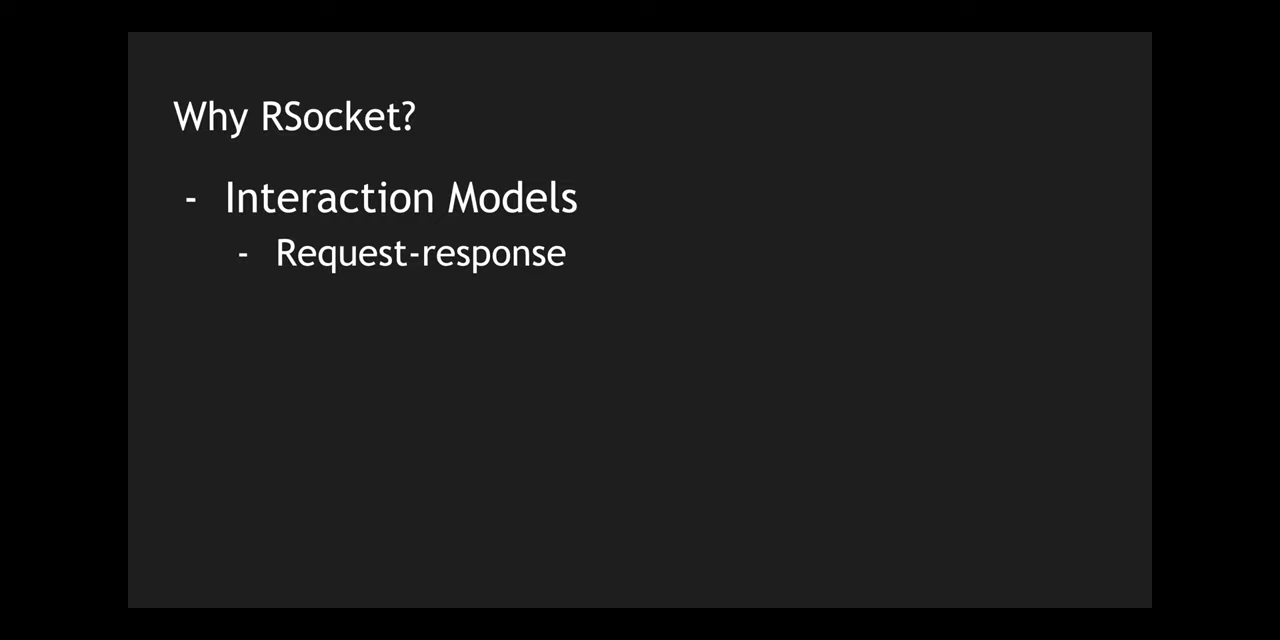 Why RSocket?
- Interaction Models
- Request-response